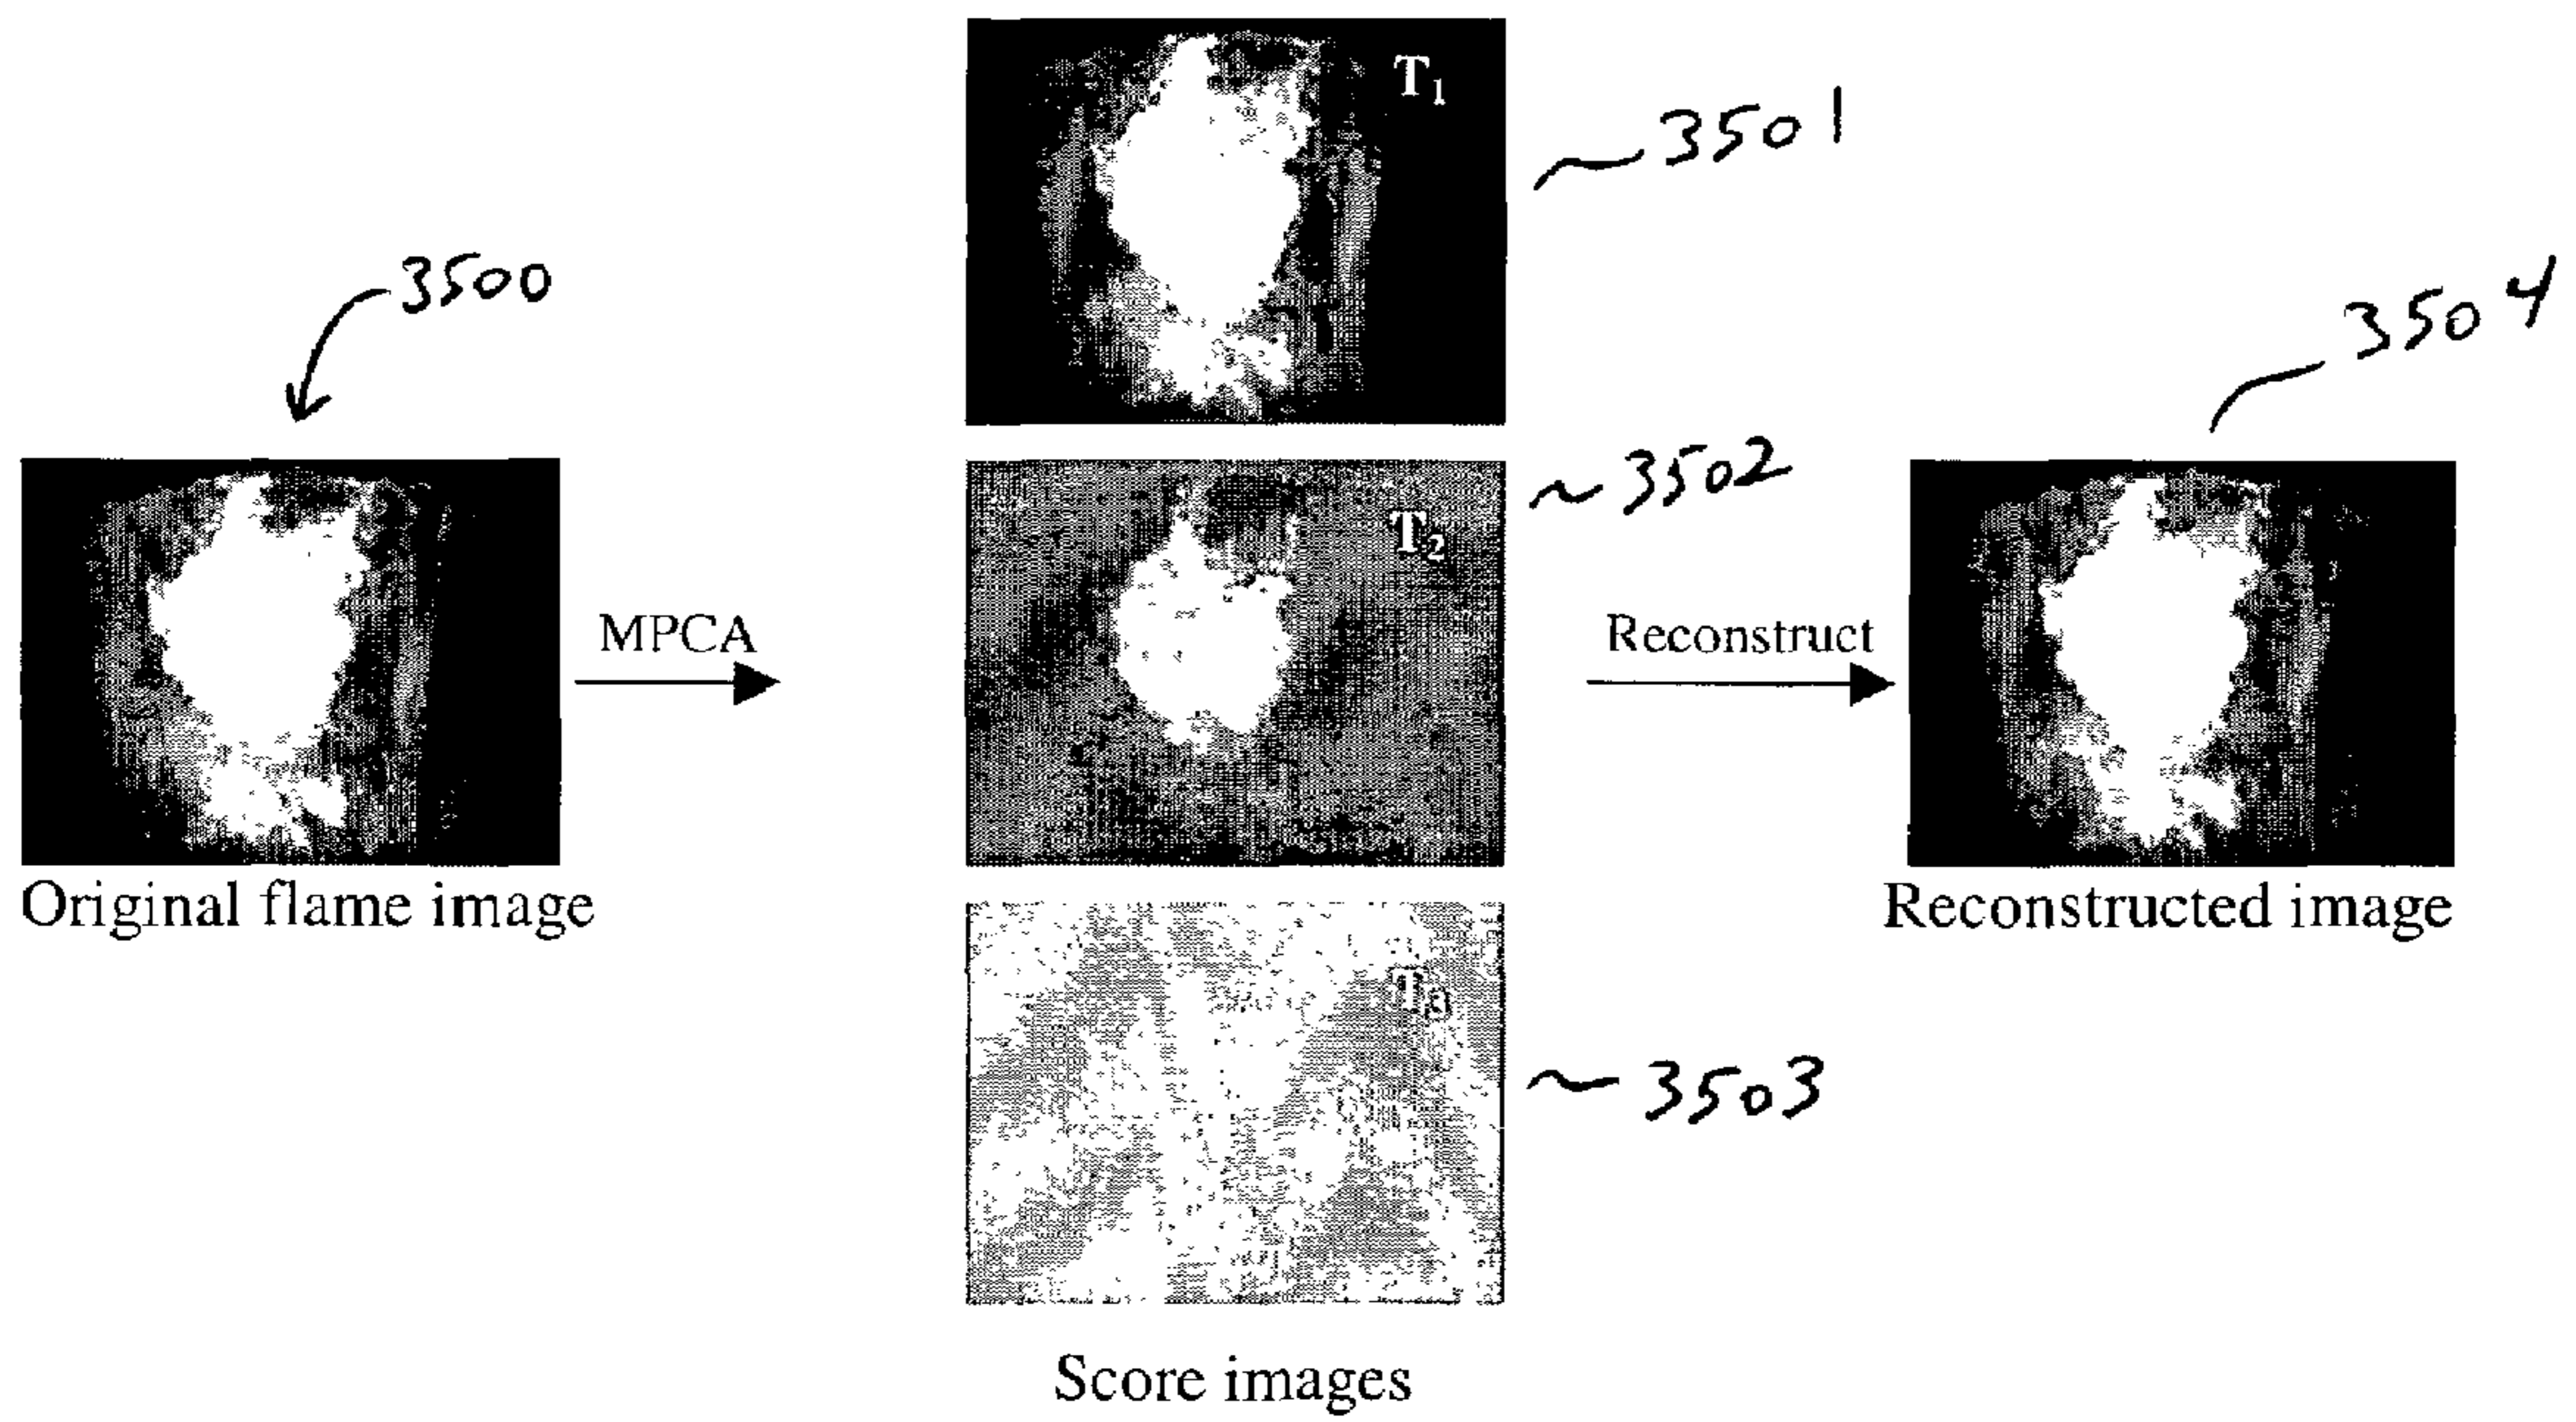 T1
3501
3500
3504
3502
T2
MPCA
Reconstruct
Original flame image
Reconstructed image
T3
3503
Score images